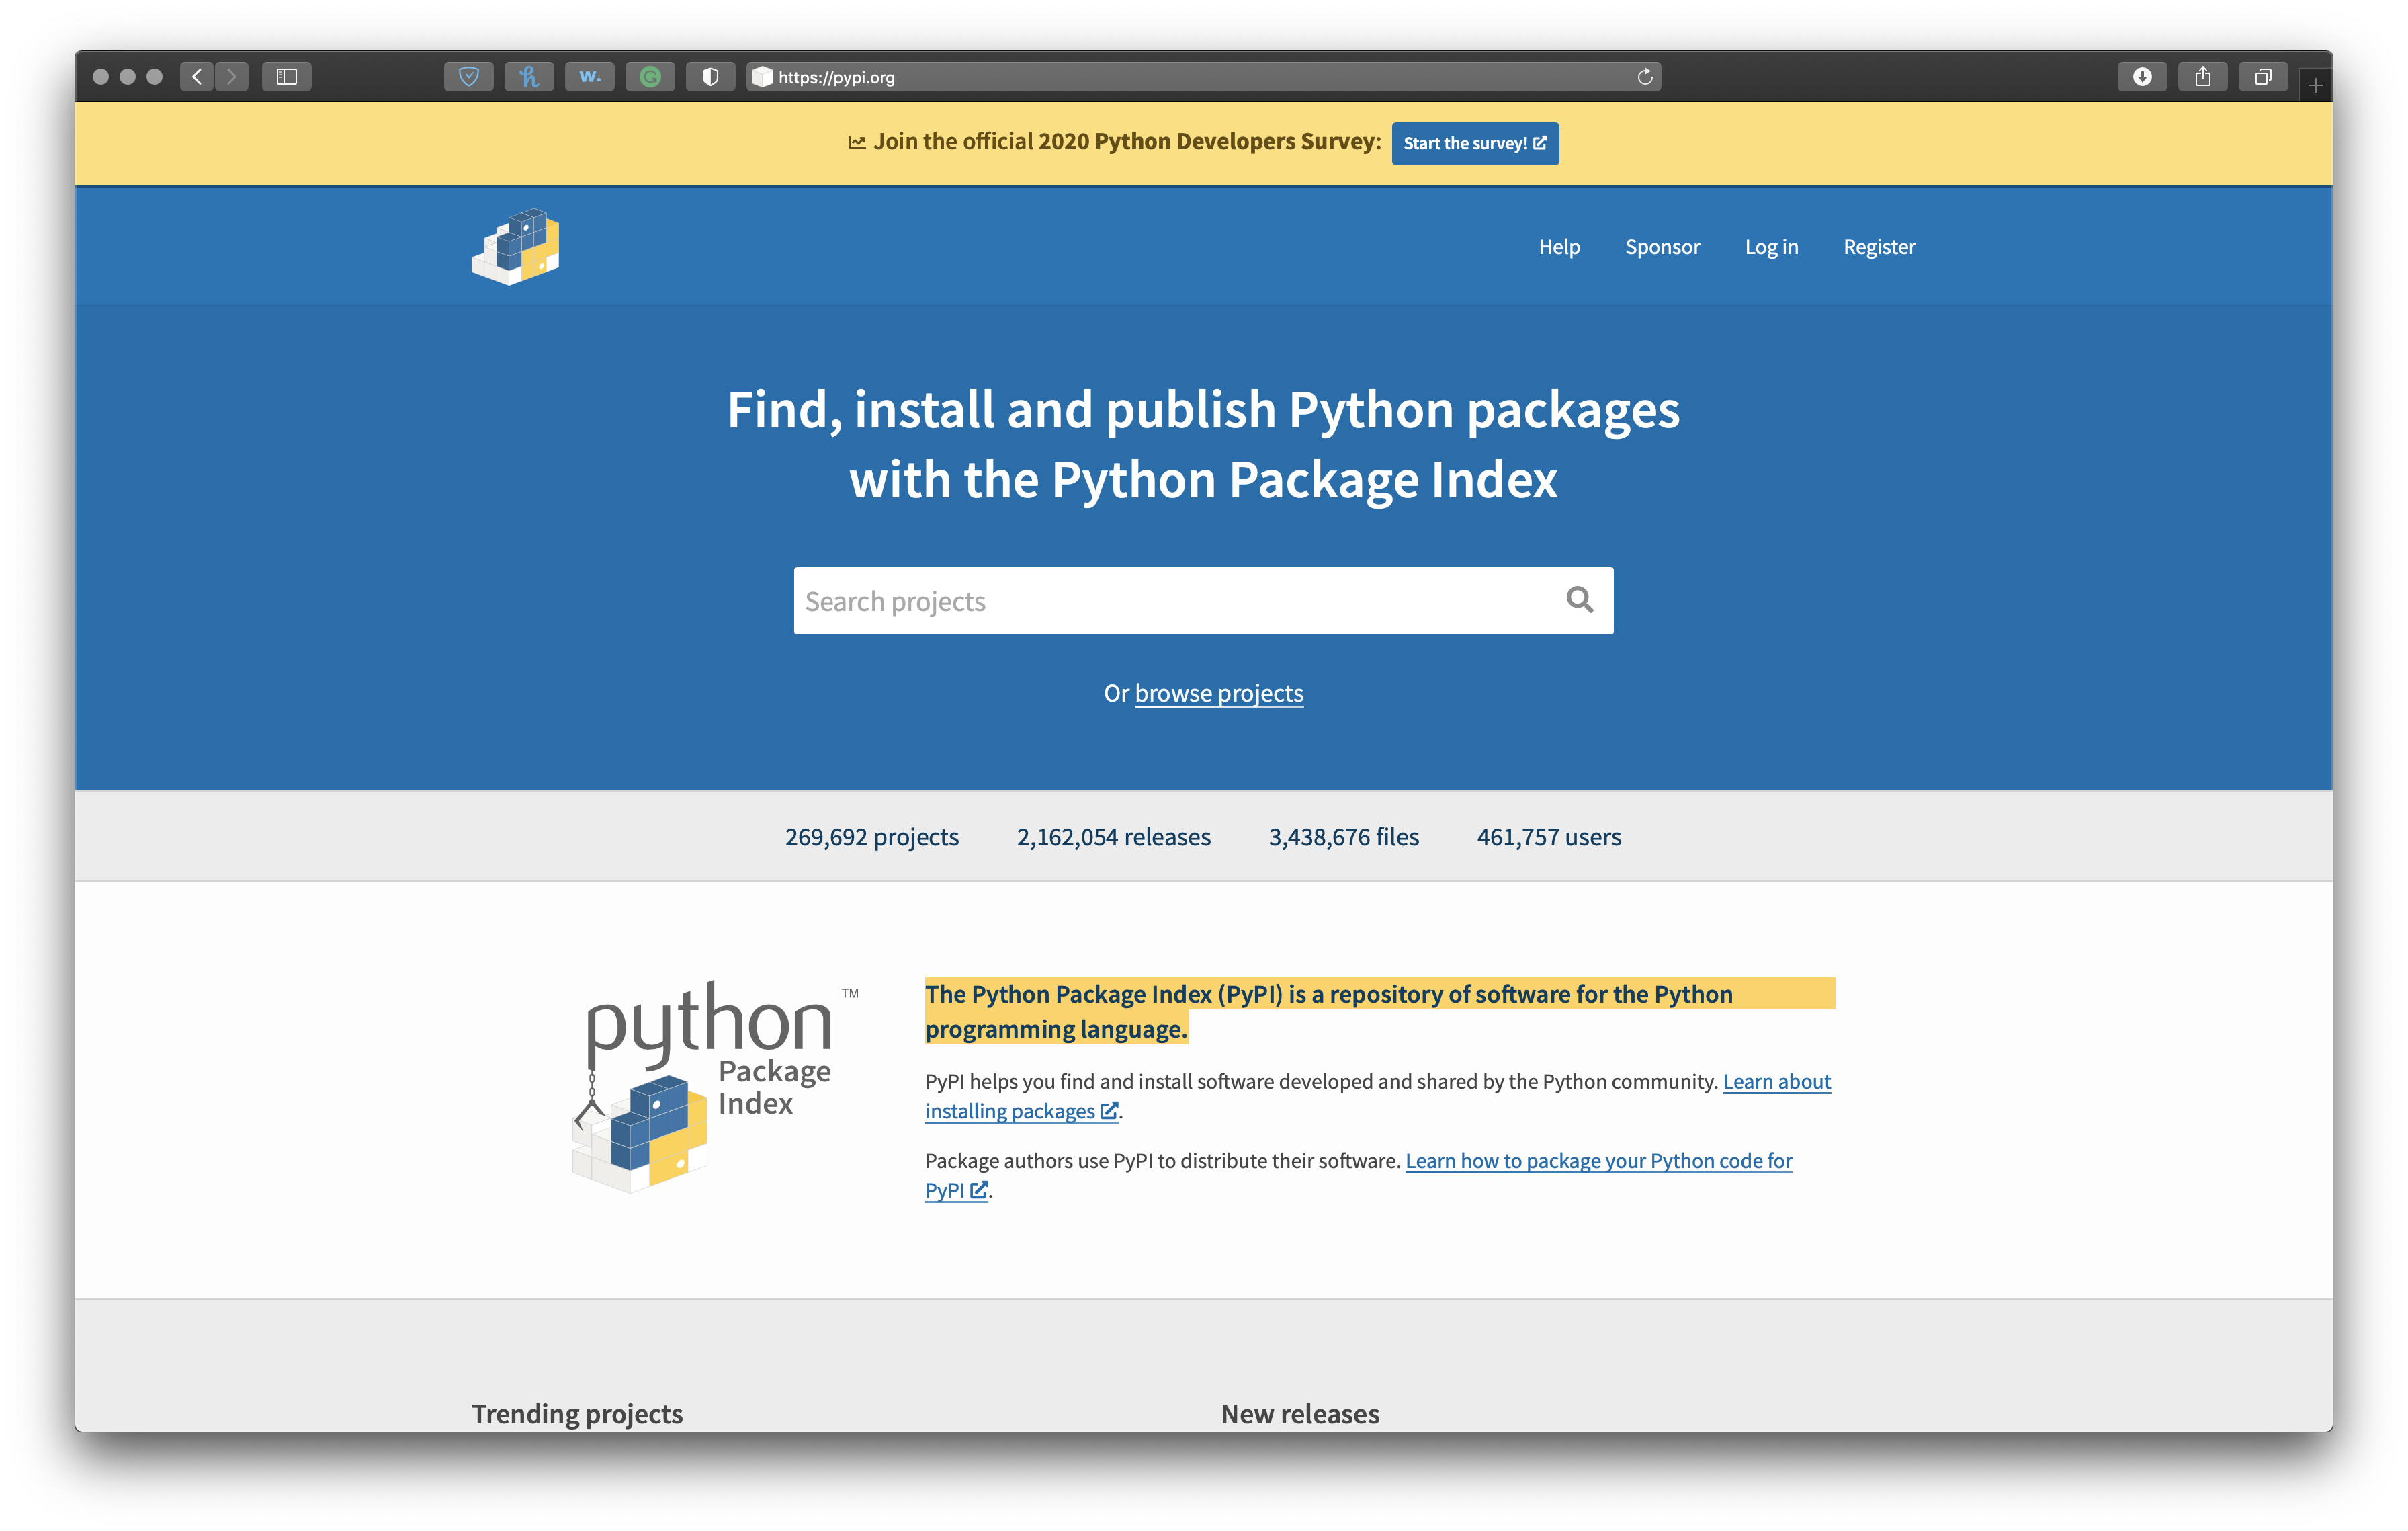 https://pypi.org
Join the official 2020 Python Developers Survey: Start the survey!
Help Sponsor Log in Register
Find, install and publish Python packages
with the Python Package Index
Search projects
Or browse projects
269,692 projects 2,162,054 releases 3,438,676 files 461,757 users
python ™
Package
Index
The Python Package Index (PyPI) is a repository of software for the Python
programming language.
PyPI helps you find and install software developed and shared by the Python community. Learn about
installing packages.
Package authors use PyPI to distribute their software. Learn how to package your Python code for
PyPI.
Trending projects New releases